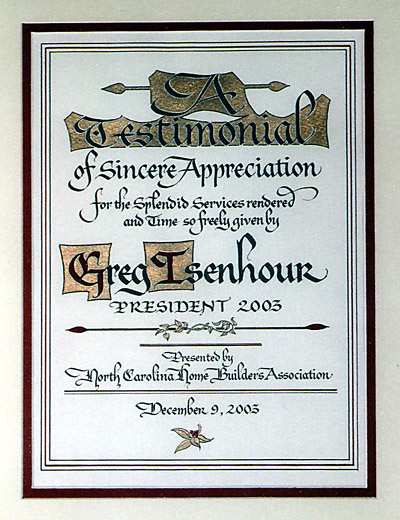 A
Testimonial
of Sincere Appreciation
for the Splendid Services rendered
and Time so freely given by
Greg Isenhour
PRESIDENT 2003
Presented by
North Carolina Home Builders Association
December 9, 2003